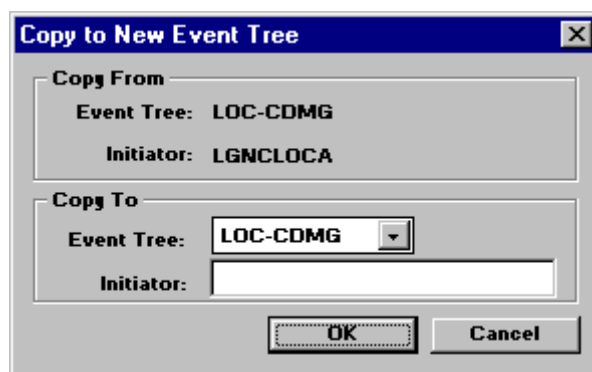 Copy to New Event Tree
Copy From
Event Tree: LOC-CDMG
Initiator: LGNCLOCA
Copy To
Event Tree: LOC-CDMG
Initiator:
OK Cancel